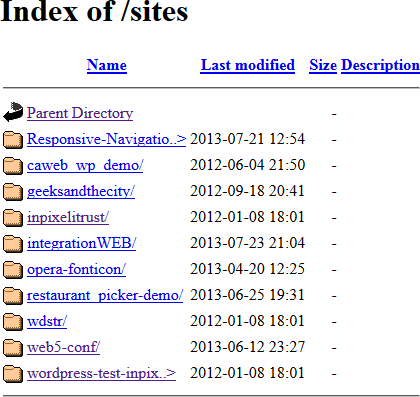 Index of /sites
Name Last modified Size Description
Parent Directory -
Responsive-Navigatio..> 2013-07-21 12:54 -
caweb_wp_demo/ 2012-06-04 21:50 -
geeksandthecity/ 2012-09-18 20:41 -
inpixelitrust/ 2012-01-08 18:01 -
integrationWEB/ 2013-07-23 21:04 -
opera-fonticon/ 2013-04-20 12:25 -
restaurant_picker-demo/ 2013-06-25 19:31 -
wdstr/ 2012-01-08 18:01 -
web5-conf/ 2013-06-12 23:27 -
wordpress-test-inpix..> 2012-01-08 18:01 -